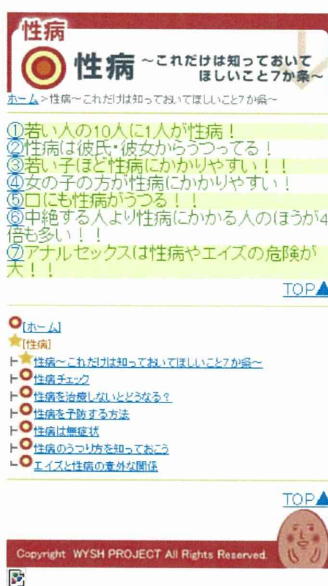 性病
性病 ~これだけは知っておいて
ほしいこと7か条~
ホーム>性病~これだけは知っておいてほしいこと7か条~
①若い人の10人に1人が性病!
②性病は彼氏・彼女からうつってる!
③若い子ほど性病にかかりやすい!!
④女の子の方が性病にかかりやすい!
⑤口にも性病がうつる!!
⑥中絶する人より性病にかかる人のほうが4
倍も多い!!
⑦アナルセックスは性病やエイズの危険が
大!!
TOP▲
[ホーム]
[性病]
性病~これだけは知っておいてほしいこと7か条~
性病チェック
性病を治療しないとどうなる?
性病を予防する方法
性病は無症状
性病のうつり方を知っておこう
エイズと性病の意外な関係
TOP▲
Copyright WYSH PROJECT All Rights Reserved.